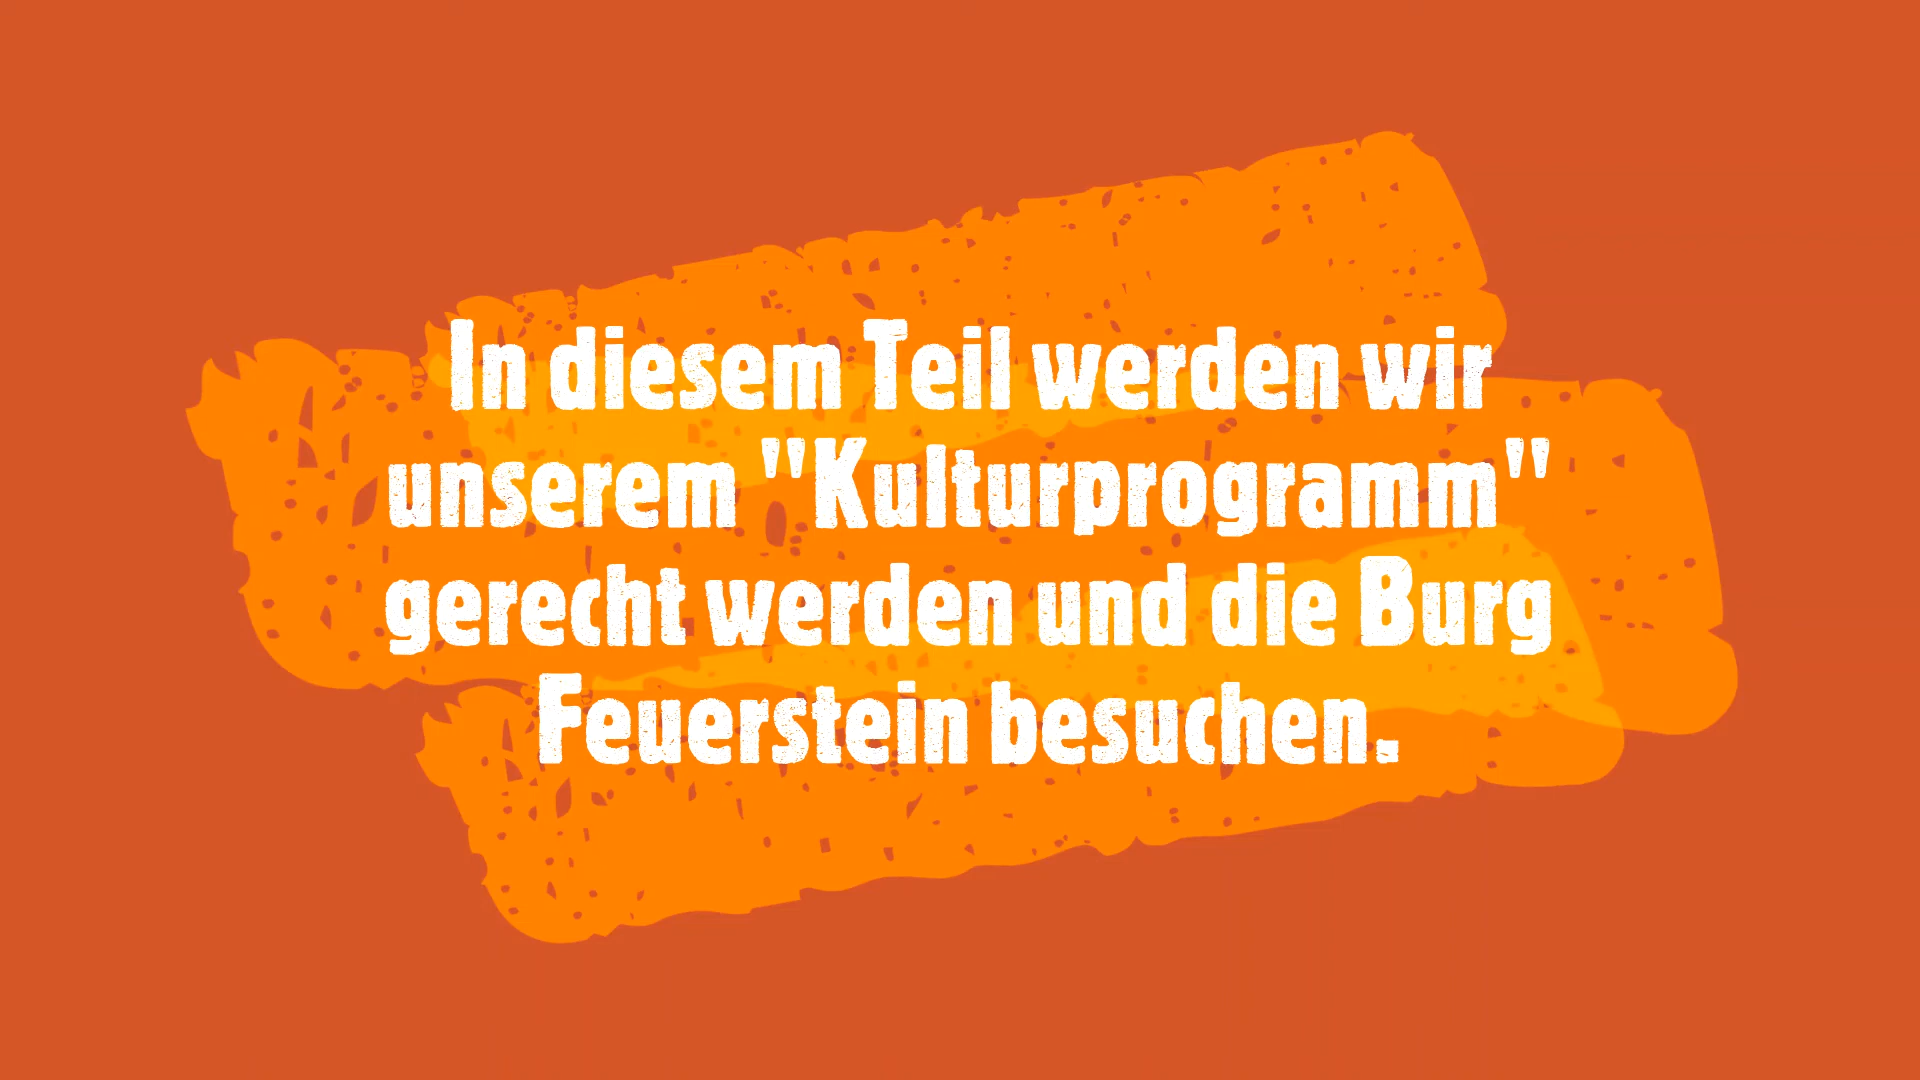 In diesem Teil werden wir
unserem "Kulturprogramm"
gerecht werden und die Burg
Feuerstein besuchen.